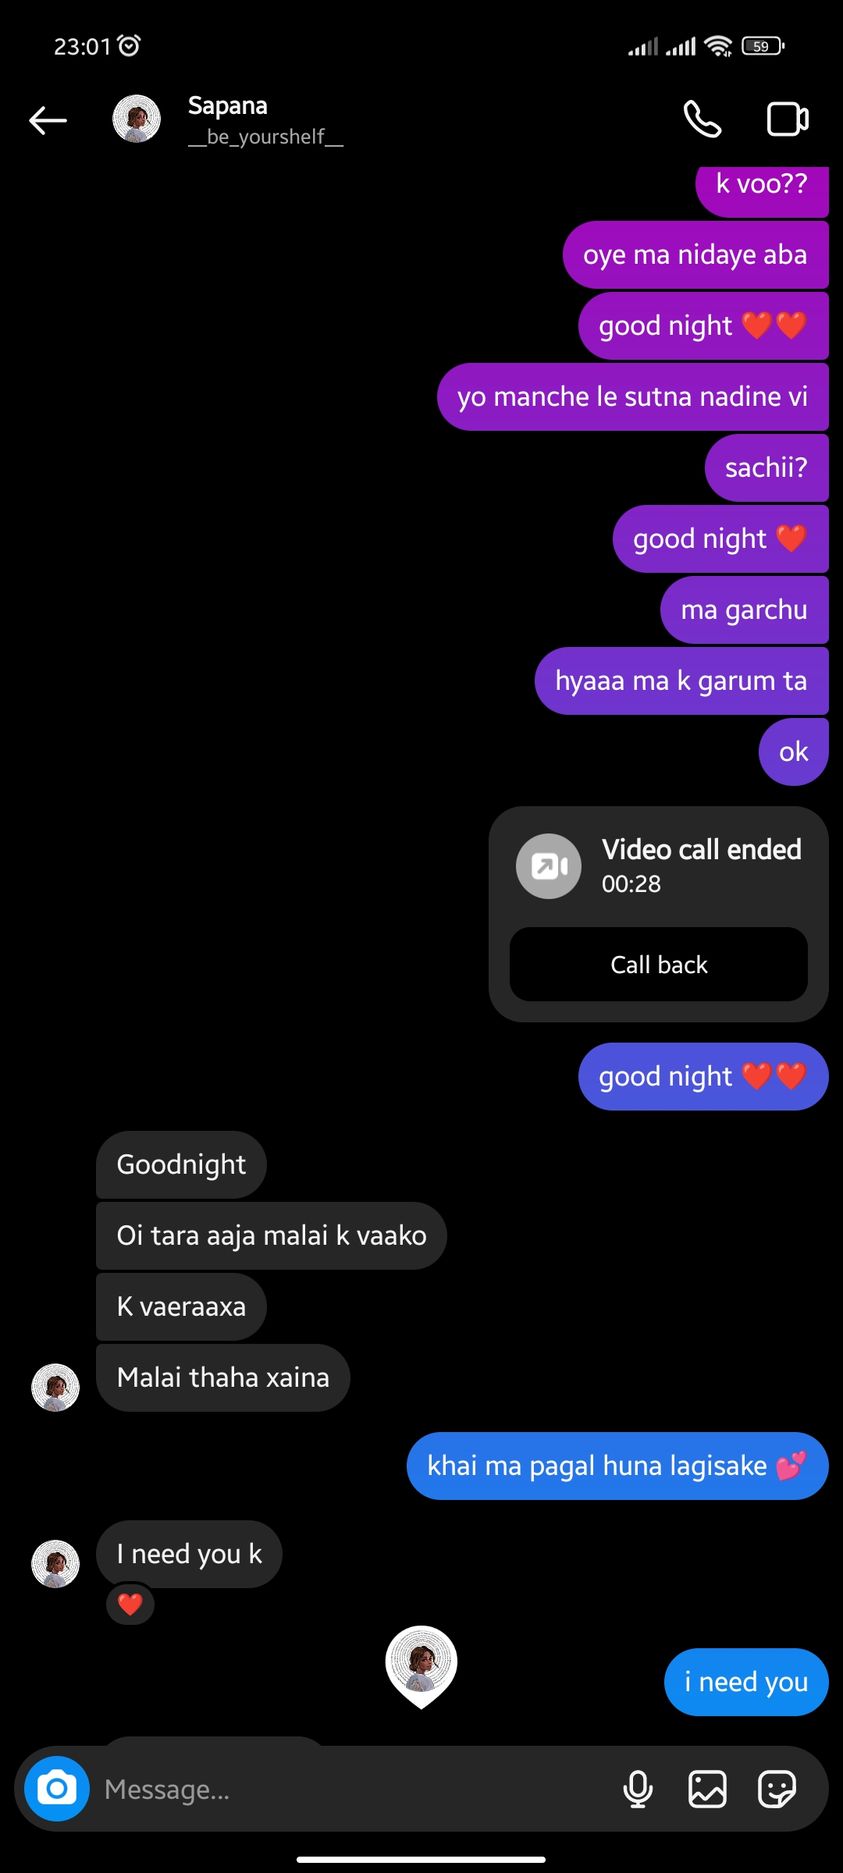 23:01
59
Sapana
__be_yourshelf__
k voo??
oye ma nidaye aba
good night ❤️❤️
yo manche le sutna nadine vi
sachii?
good night ❤️
ma garchu
hyaaa ma k garum ta
ok
Video call ended
00:28
Call back
good night ❤️❤️
Goodnight
Oi tara aaja malai k vaako
K vaeraaxa
Malai thaha xaina
khai ma pagal huna lagisake 💕
I need you k
❤️
i need you
Message...